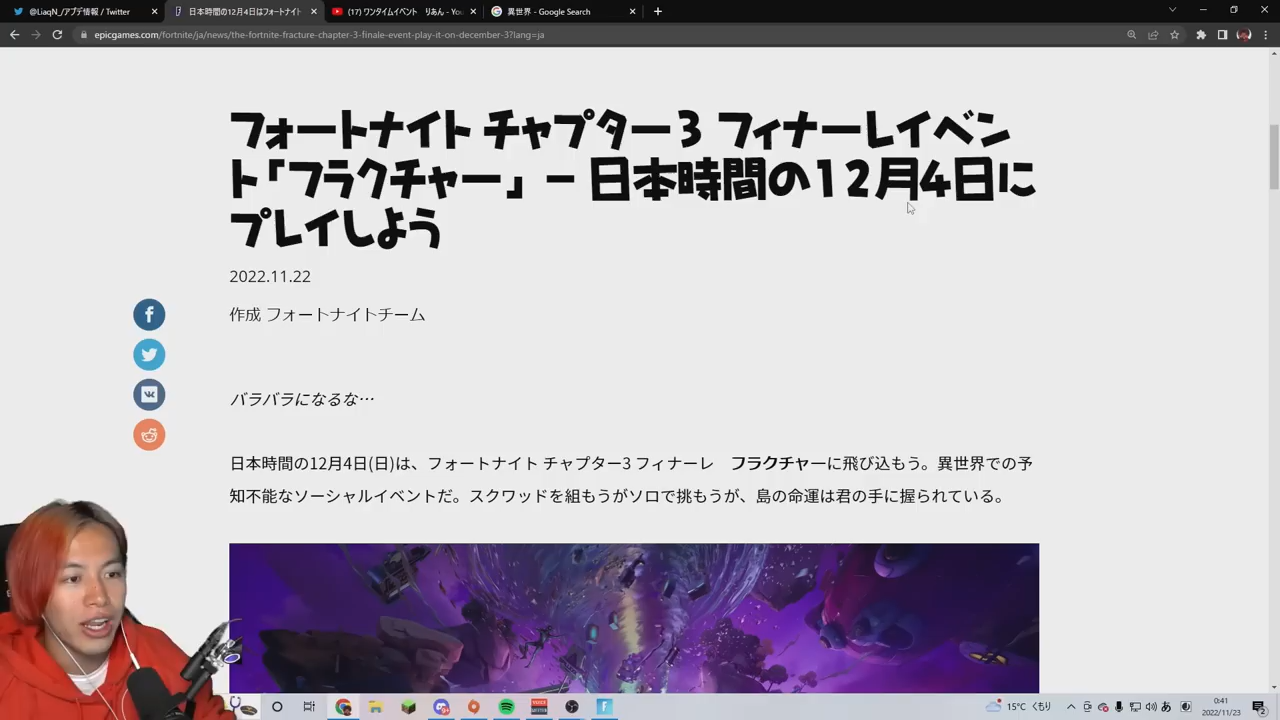 @LiaqN_/アプデ情報 / Twitter
日本時間の12月4日はフォートナイト
(17) ワンタイムイベント りあん - You
異世界 - Google Search
epicgames.com/fortnite/ja/news/the-fortnite-fracture-chapter-3-finale-event-play-it-on-december-3?lang=ja
フォートナイト チャプター3 フィナーレイベン
ト「フラクチャー」 - 日本時間の12月4日に
プレイしよう
2022.11.22
作成 フォートナイトチーム
バラバラになるな…
日本時間の12月4日(日)は、フォートナイト チャプター3 フィナーレ　フラクチャーに飛び込もう。異世界での予
知不能なソーシャルイベントだ。スクワッドを組もうがソロで挑もうが、島の命運は君の手に握られている。
15°C くもり
0:41
2022/11/23